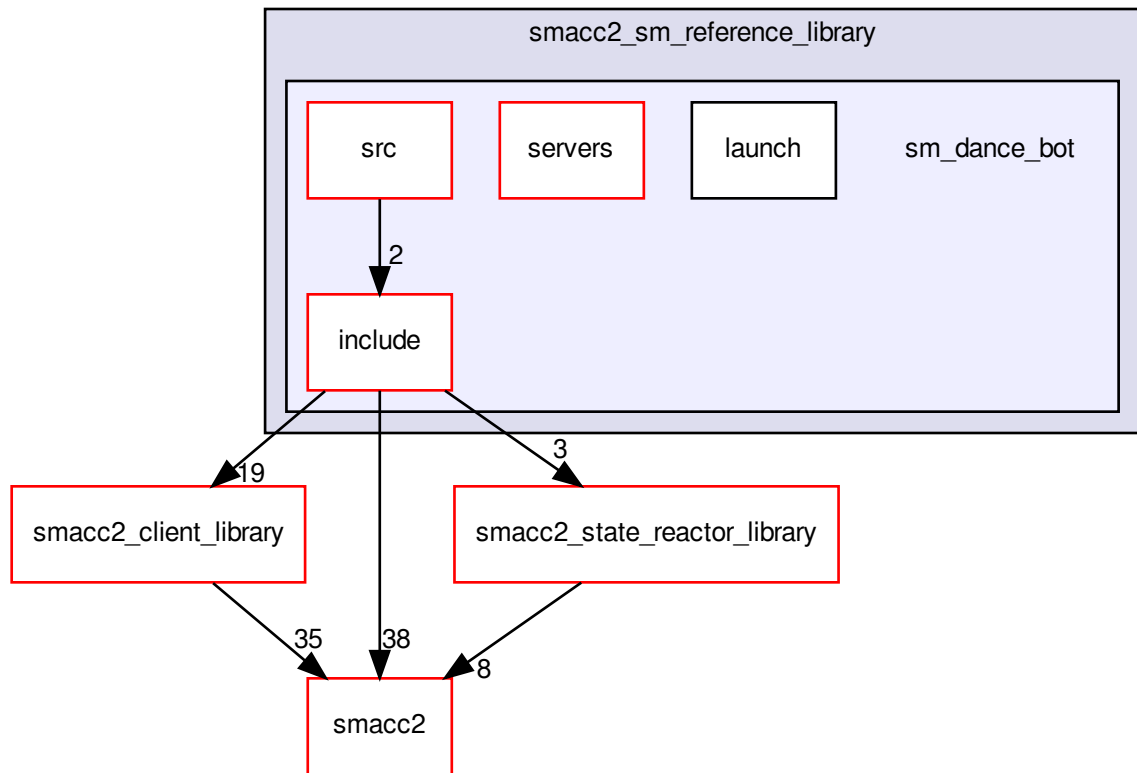 smacc2_sm_reference_library
src
servers
launch
sm_dance_bot
2
include
19
3
smacc2_client_library
smacc2_state_reactor_library
35
38
8
smacc2